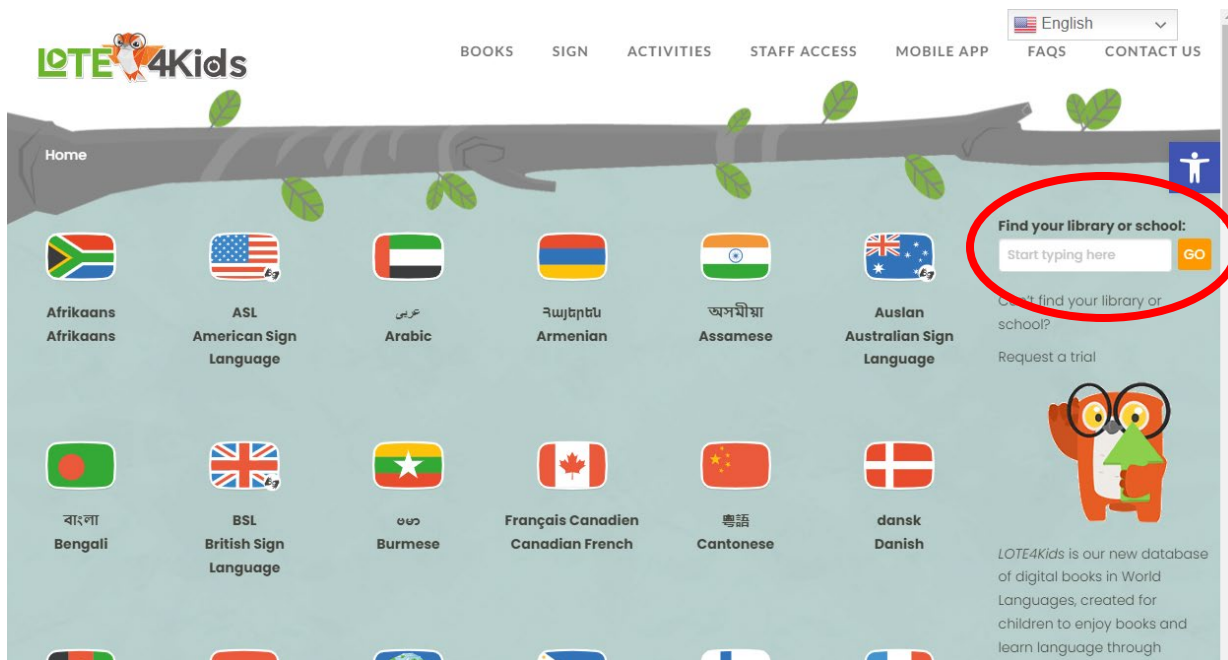 English
LOTE4Kids
BOOKS SIGN ACTIVITIES STAFF ACCESS MOBILE APP FAQS CONTACT US
Home
Find your library or school:
Start typing here GO
Can't find your library or
school?
Request a trial
Afrikaans
Afrikaans
ASL
American Sign
Language
عربى
Arabic
Հայերեն
Armenian
অসমীয়া
Assamese
Auslan
Australian Sign
Language
বাংলা
Bengali
BSL
British Sign
Language
ဗမာ
Burmese
Français Canadien
Canadian French
粵語
Cantonese
dansk
Danish
LOTE4Kids is our new database
of digital books in World
Languages, created for
children to enjoy books and
learn language through